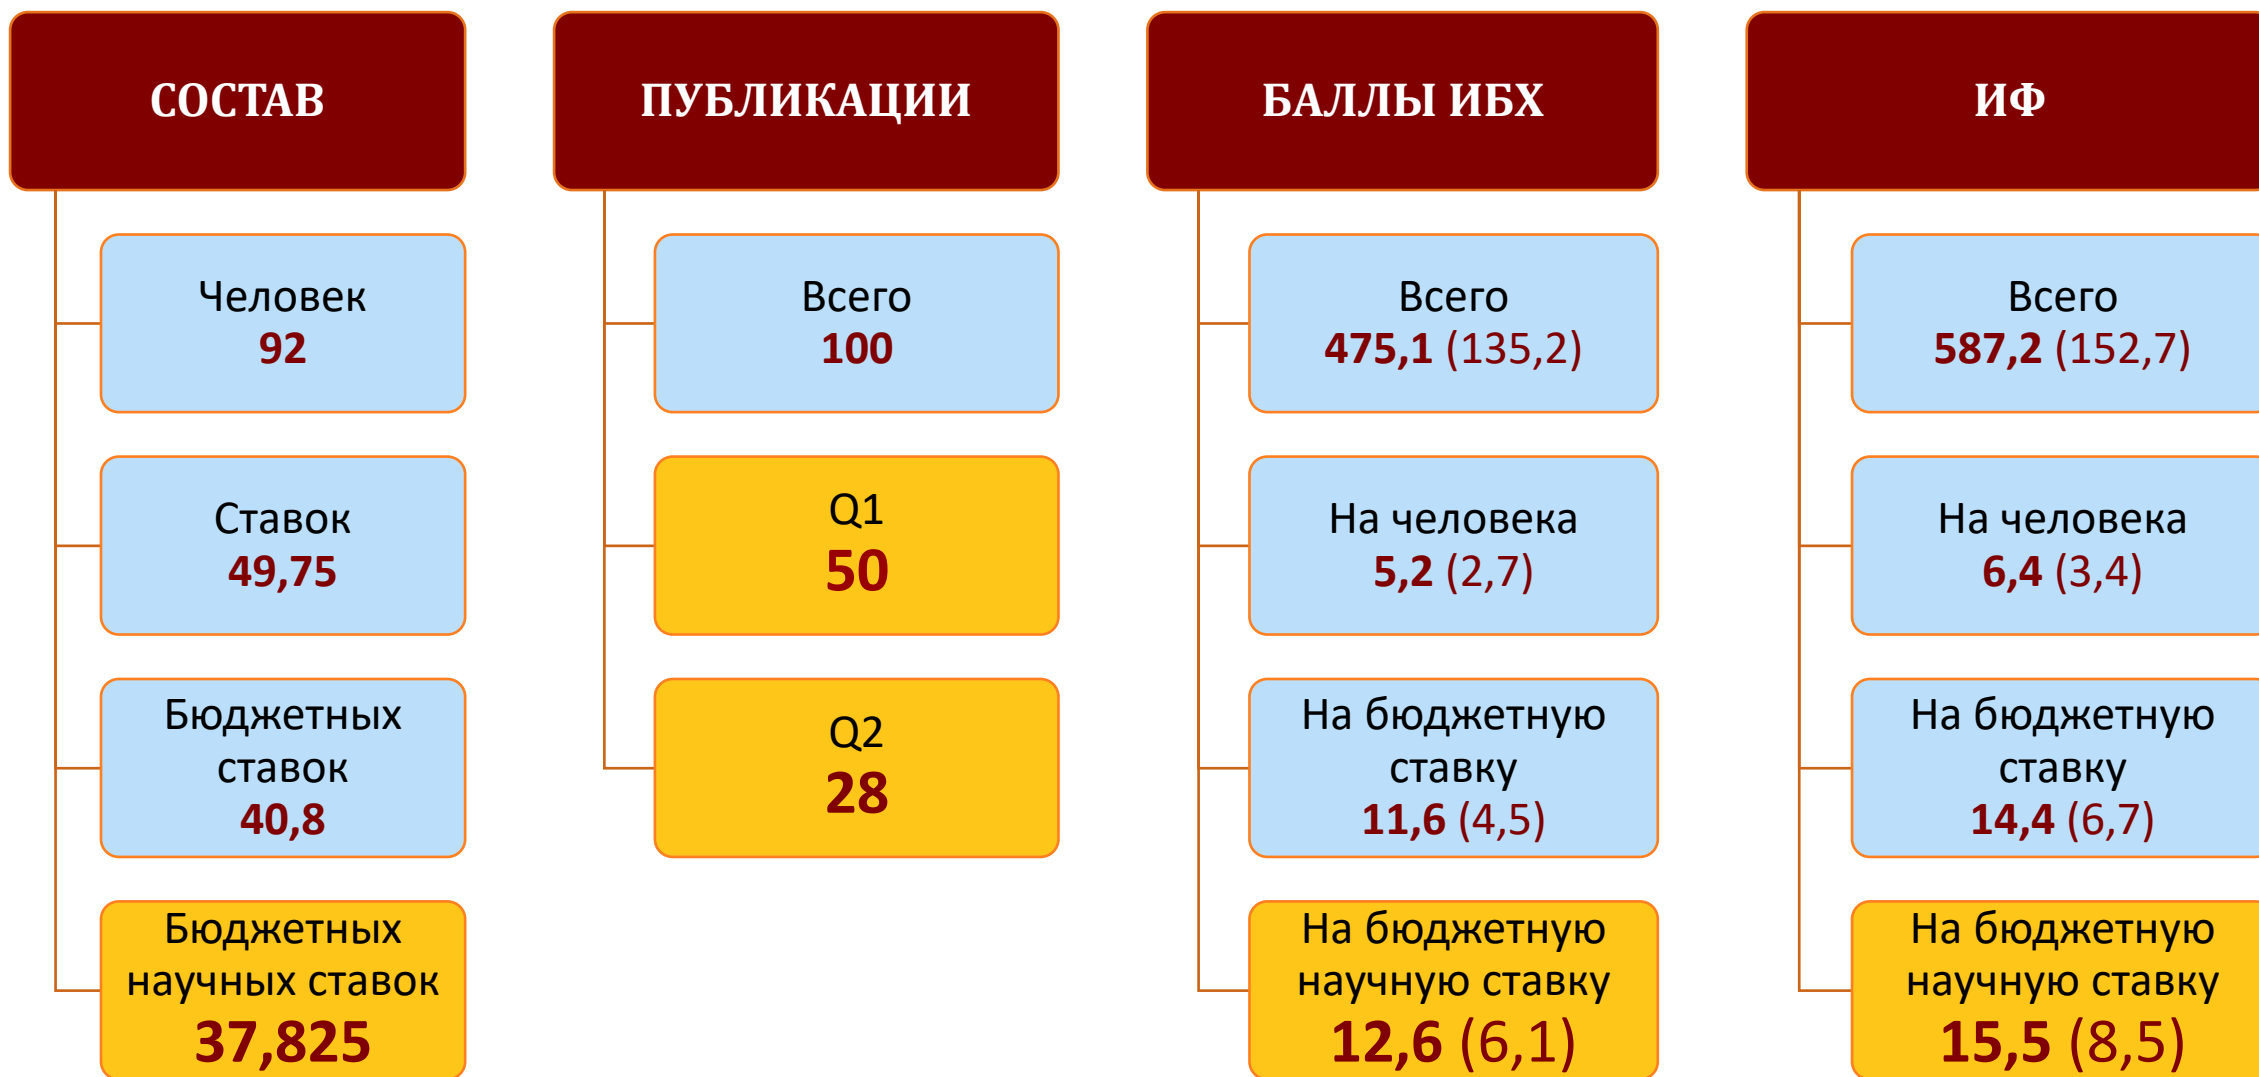 СОСТАВ
Человек
92
Ставок
49,75
Бюджетных
ставок
40,8
Бюджетных
научных ставок
37,825
ПУБЛИКАЦИИ
Всего
100
Q1
50
Q2
28
БАЛЛЫ ИБХ
Всего
475,1 (135,2)
На человека
5,2 (2,7)
На бюджетную
ставку
11,6 (4,5)
На бюджетную
научную ставку
12,6 (6,1)
ИФ
Всего
587,2 (152,7)
На человека
6,4 (3,4)
На бюджетную
ставку
14,4 (6,7)
На бюджетную
научную ставку
15,5 (8,5)